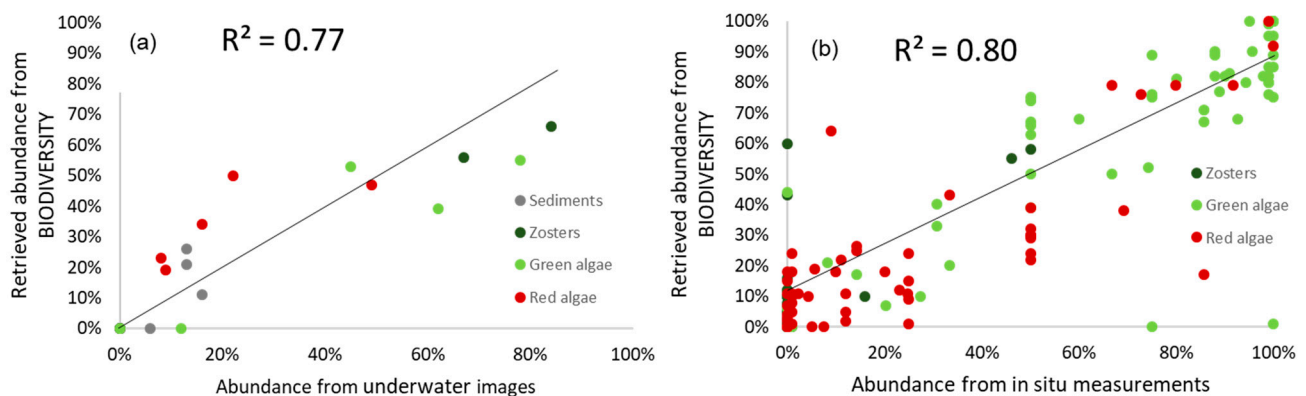 (a)
R² = 0.77
100%
90%
80%
70%
60%
50%
40%
30%
20%
10%
0%
Retrieved abundance from
BIODIVERSITY
Sediments
Zosters
Green algae
Red algae
0%
20%
40%
60%
80%
100%
Abundance from underwater images
(b)
R² = 0.80
100%
90%
80%
70%
60%
50%
40%
30%
20%
10%
0%
Retrieved abundance from
BIODIVERSITY
Zosters
Green algae
Red algae
0%
20%
40%
60%
80%
100%
Abundance from in situ measurements